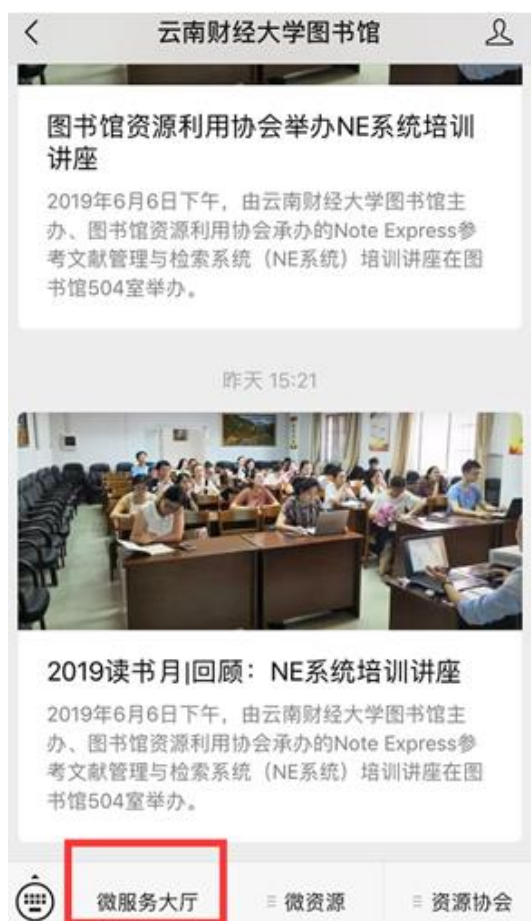 云南财经大学图书馆
图书馆资源利用协会举办NE系统培训
讲座
2019年6月6日下午，由云南财经大学图书馆主
办、图书馆资源利用协会承办的Note Express参
考文献管理与检索系统（NE系统）培训讲座在图
书馆504室举办。
昨天 15:21
2019读书月|回顾：NE系统培训讲座
2019年6月6日下午，由云南财经大学图书馆主
办、图书馆资源利用协会承办的Note Express参
考文献管理与检索系统（NE系统）培训讲座在图
书馆504室举办。
微服务大厅 微资源 资源协会